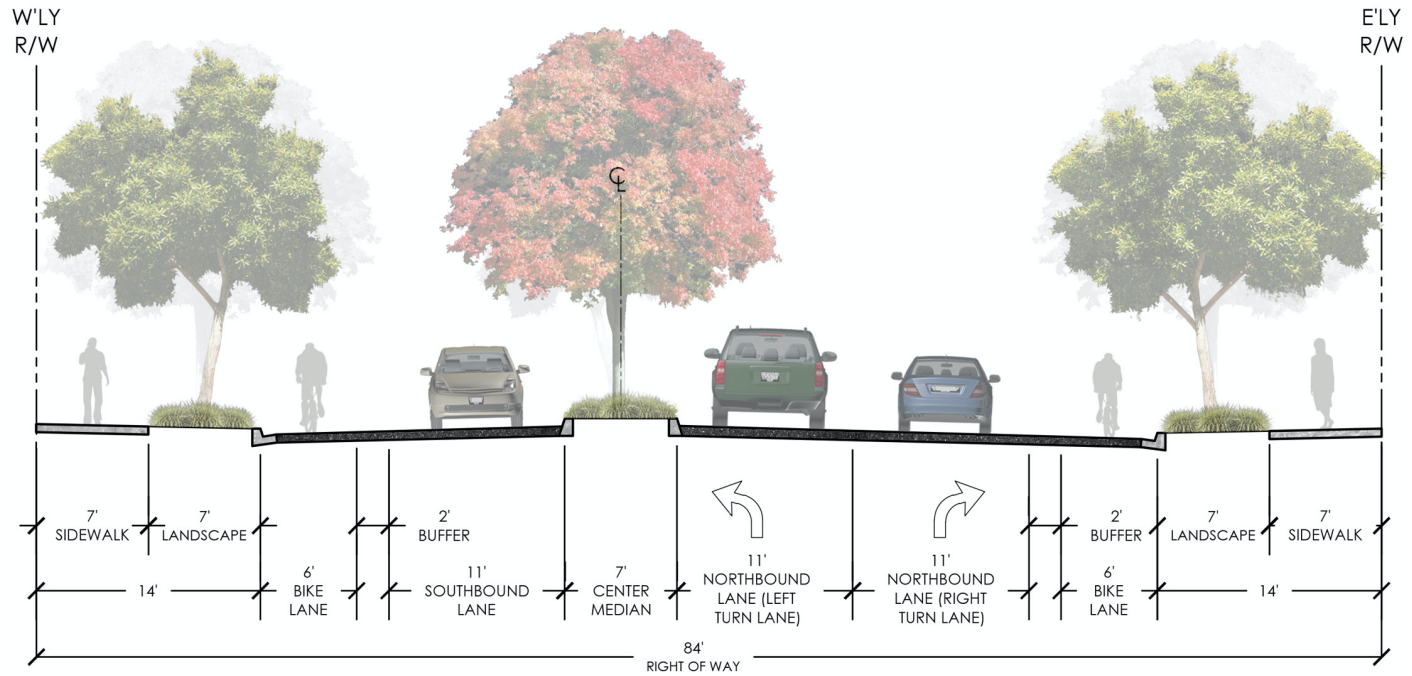 W'LY
R/W
E'LY
R/W
℄
7'
SIDEWALK
7'
LANDSCAPE
2'
BUFFER
2'
BUFFER
7'
LANDSCAPE
7'
SIDEWALK
14'
6'
BIKE
LANE
11'
SOUTHBOUND
LANE
7'
CENTER
MEDIAN
11'
NORTHBOUND
LANE (LEFT
TURN LANE)
11'
NORTHBOUND
LANE (RIGHT
TURN LANE)
6'
BIKE
LANE
14'
84'
RIGHT OF WAY